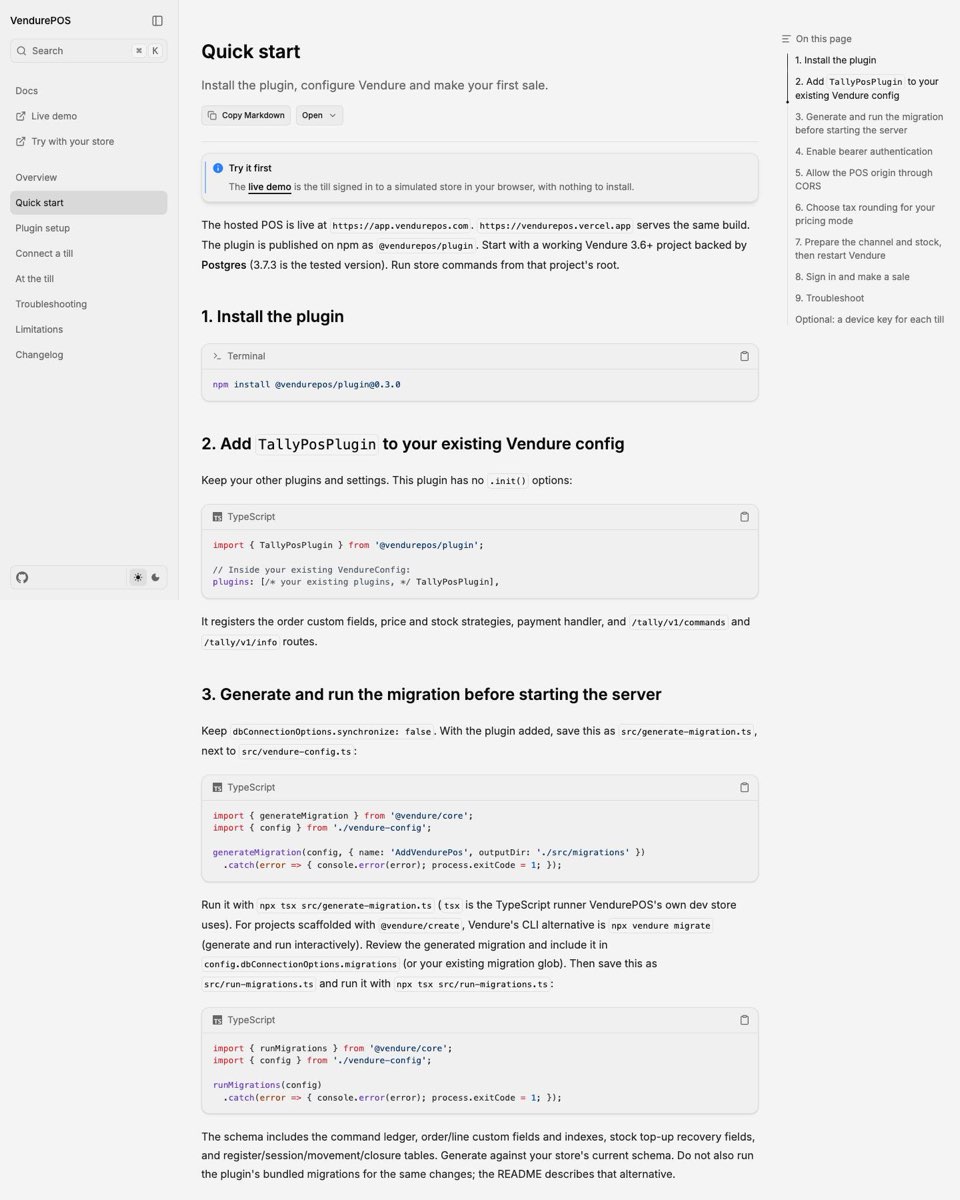 VendurePOS
Search
⌘ K
Docs
Live demo
Try with your store
Overview
Quick start
Plugin setup
Connect a till
At the till
Troubleshooting
Limitations
Changelog
Quick start
Install the plugin, configure Vendure and make your first sale.
Copy Markdown
Open
Try it first
The live demo is the till signed in to a simulated store in your browser, with nothing to install.
The hosted POS is live at https://app.vendurepos.com. https://vendurepos.vercel.app serves the same build.
The plugin is published on npm as @vendurepos/plugin. Start with a working Vendure 3.6+ project backed by
Postgres (3.7.3 is the tested version). Run store commands from that project's root.
1. Install the plugin
Terminal
npm install @vendurepos/plugin@0.3.0
2. Add TallyPosPlugin to your existing Vendure config
Keep your other plugins and settings. This plugin has no .init() options:
TypeScript
import { TallyPosPlugin } from '@vendurepos/plugin';
// Inside your existing VendureConfig:
plugins: [/* your existing plugins, */ TallyPosPlugin],
It registers the order custom fields, price and stock strategies, payment handler, and /tally/v1/commands and
/tally/v1/info routes.
3. Generate and run the migration before starting the server
Keep dbConnectionOptions.synchronize: false. With the plugin added, save this as src/generate-migration.ts,
next to src/vendure-config.ts:
TypeScript
import { generateMigration } from '@vendure/core';
import { config } from './vendure-config';
generateMigration(config, { name: 'AddVendurePos', outputDir: './src/migrations' })
.catch(error => { console.error(error); process.exitCode = 1; });
Run it with npx tsx src/generate-migration.ts (tsx is the TypeScript runner VendurePOS's own dev store
uses). For projects scaffolded with @vendure/create, Vendure's CLI alternative is npx vendure migrate
(generate and run interactively). Review the generated migration and include it in
config.dbConnectionOptions.migrations (or your existing migration glob). Then save this as
src/run-migrations.ts and run it with npx tsx src/run-migrations.ts:
TypeScript
import { runMigrations } from '@vendure/core';
import { config } from './vendure-config';
runMigrations(config)
.catch(error => { console.error(error); process.exitCode = 1; });
The schema includes the command ledger, order/line custom fields and indexes, stock top-up recovery fields,
and register/session/movement/closure tables. Generate against your store's current schema. Do not also run
the plugin's bundled migrations for the same changes; the README describes that alternative.
On this page
1. Install the plugin
2. Add TallyPosPlugin to your
existing Vendure config
3. Generate and run the migration
before starting the server
4. Enable bearer authentication
5. Allow the POS origin through
CORS
6. Choose tax rounding for your
pricing mode
7. Prepare the channel and stock,
then restart Vendure
8. Sign in and make a sale
9. Troubleshoot
Optional: a device key for each till